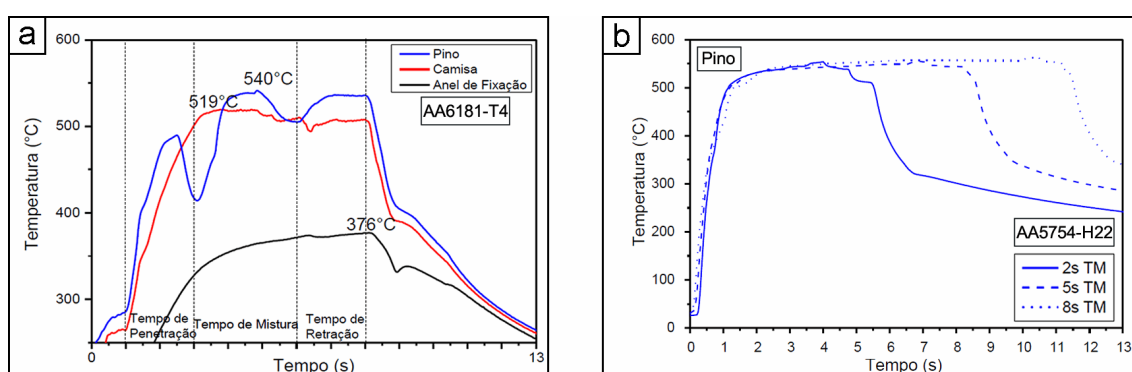 a
600
500
400
300
0
13
Temperatura (°C)
Tempo (s)
Pino
Camisa
Anel de Fixação
AA6181-T4
519°C
540°C
376°C
Tempo de
Penetração
Tempo de Mistura
Tempo de
Retração
b
600
500
400
300
200
100
0
0 1 2 3 4 5 6 7 8 9 10 11 12 13
Temperatura (°C)
Tempo (s)
Pino
AA5754-H22
2s TM
5s TM
8s TM